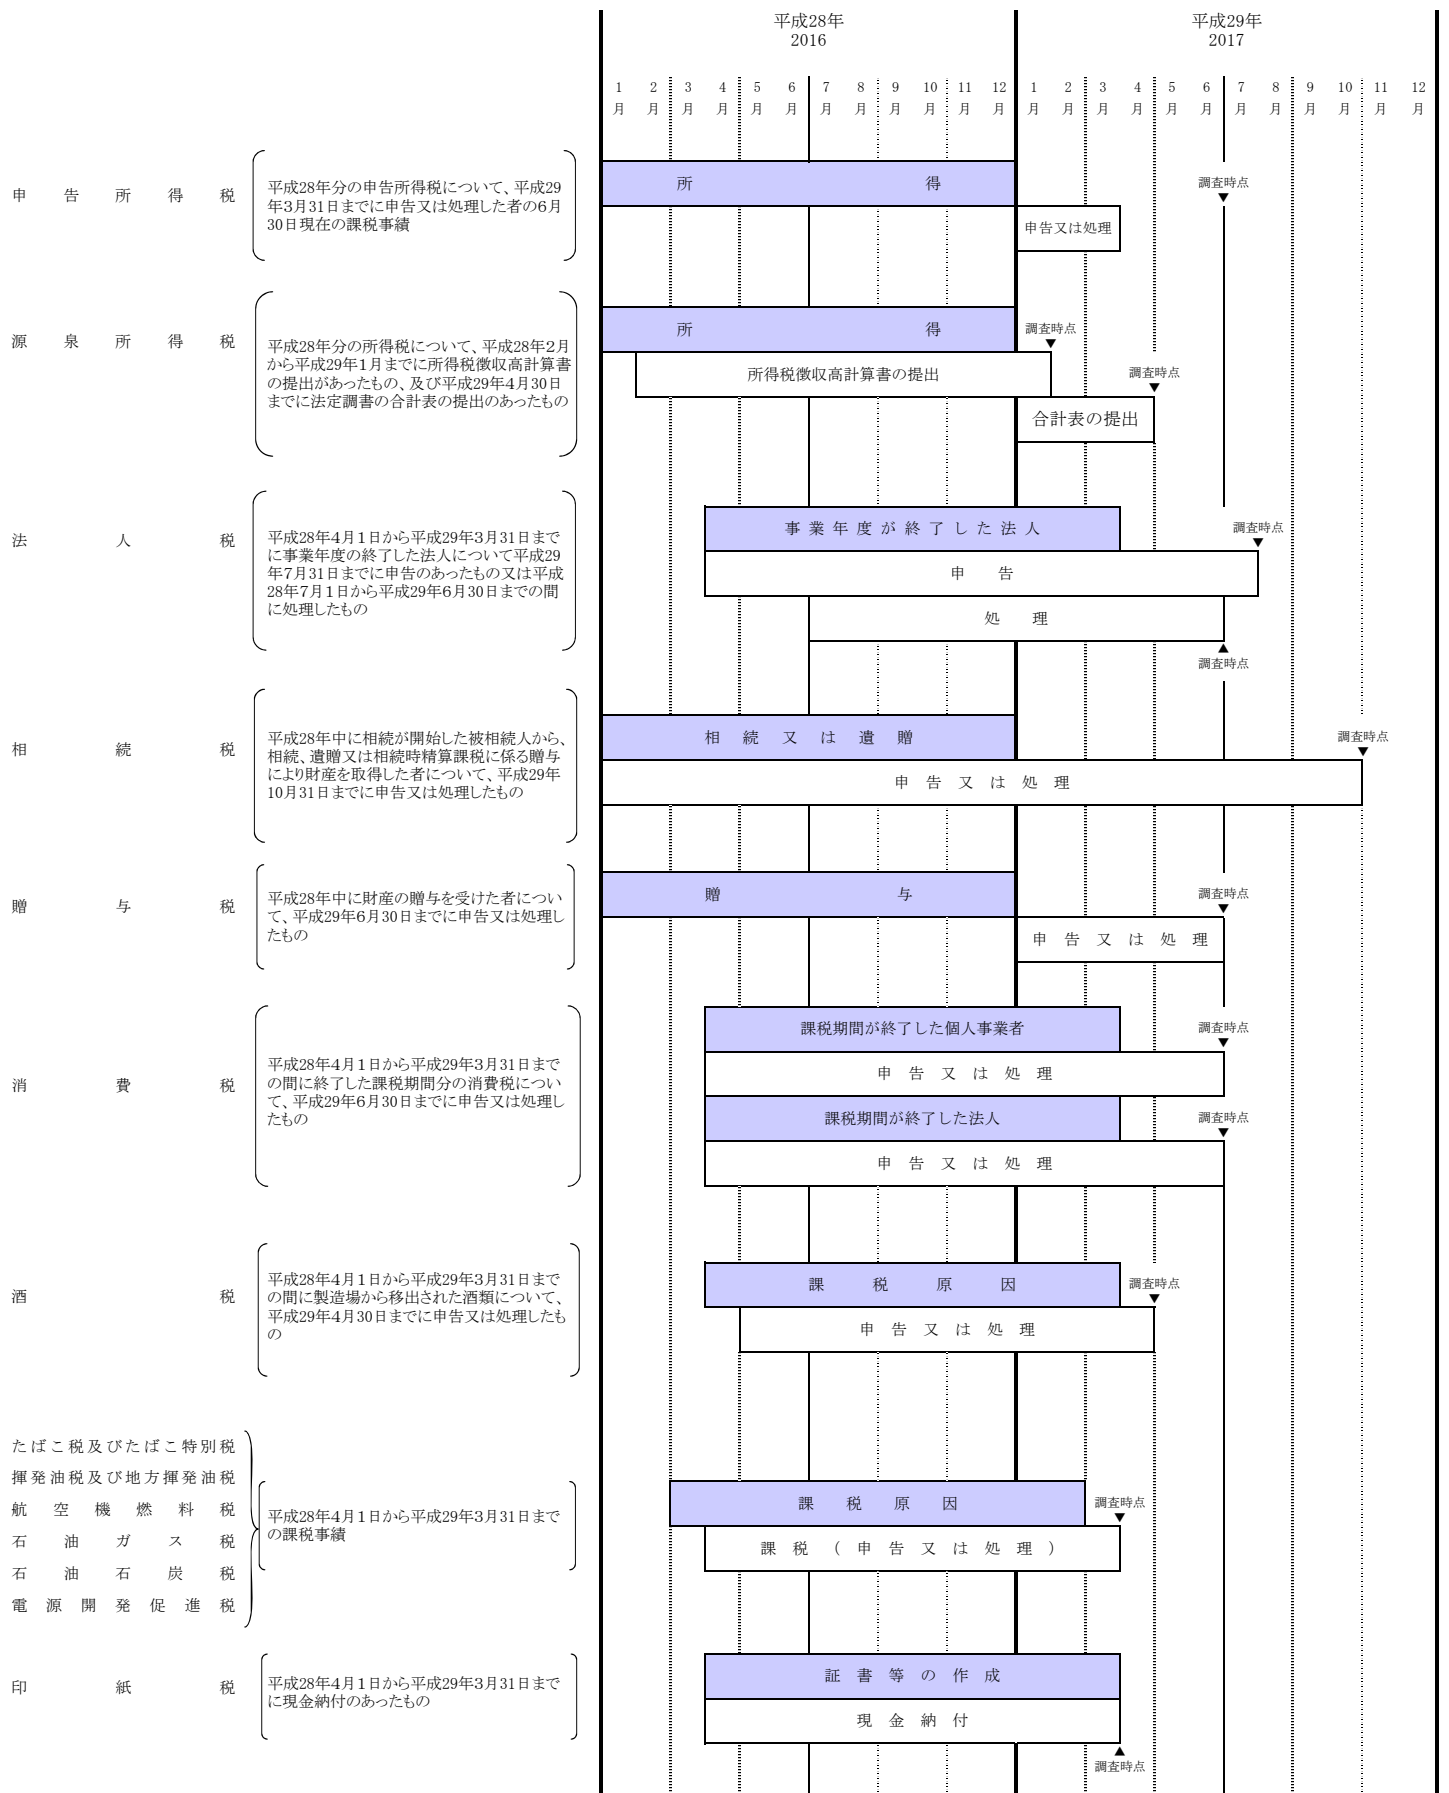 平成28年
2016
平成29年
2017
1 2 3 4 5 6 7 8 9 10 11 12 1 2 3 4 5 6 7 8 9 10 11 12
月 月 月 月 月 月 月 月 月 月 月 月 月 月 月 月 月 月 月 月 月 月 月 月
申告所得税
平成28年分の申告所得税について、平成29
年3月31日までに申告又は処理した者の6月
30日現在の課税事績
所得
調査時点
▼
申告又は処理
源泉所得税
平成28年分の所得税について、平成28年2月
から平成29年1月までに所得税徴収高計算書
の提出があったもの、及び平成29年4月30日
までに法定調書の合計表の提出のあったもの
所得
調査時点
▼
所得税徴収高計算書の提出
調査時点
▼
合計表の提出
法人税
平成28年4月1日から平成29年3月31日まで
に事業年度の終了した法人について平成29
年7月31日までに申告のあったもの又は平成
28年7月1日から平成29年6月30日までの間
に処理したもの
事業年度が終了した法人
調査時点
▼
申告
処理
▲
調査時点
相続税
平成28年中に相続が開始した被相続人から、
相続、遺贈又は相続時精算課税に係る贈与
により財産を取得した者について、平成29年
10月31日までに申告又は処理したもの
相続又は遺贈
調査時点
▼
申告又は処理
贈与税
平成28年中に財産の贈与を受けた者につい
て、平成29年6月30日までに申告又は処理し
たもの
贈与
調査時点
▼
申告又は処理
消費税
平成28年4月1日から平成29年3月31日まで
の間に終了した課税期間分の消費税につい
て、平成29年6月30日までに申告又は処理し
たもの
課税期間が終了した個人事業者
調査時点
▼
申告又は処理
課税期間が終了した法人
調査時点
▼
申告又は処理
酒税
平成28年4月1日から平成29年3月31日まで
の間に製造場から移出された酒類について、
平成29年4月30日までに申告又は処理したも
の
課税原因
調査時点
▼
申告又は処理
たばこ税及びたばこ特別税
揮発油税及び地方揮発油税
航空機燃料税
石油ガス税
石油石炭税
電源開発促進税
平成28年4月1日から平成29年3月31日まで
の課税事績
課税原因
調査時点
▼
課税（申告又は処理）
印紙税
平成28年4月1日から平成29年3月31日まで
に現金納付のあったもの
証書等の作成
現金納付
▲
調査時点